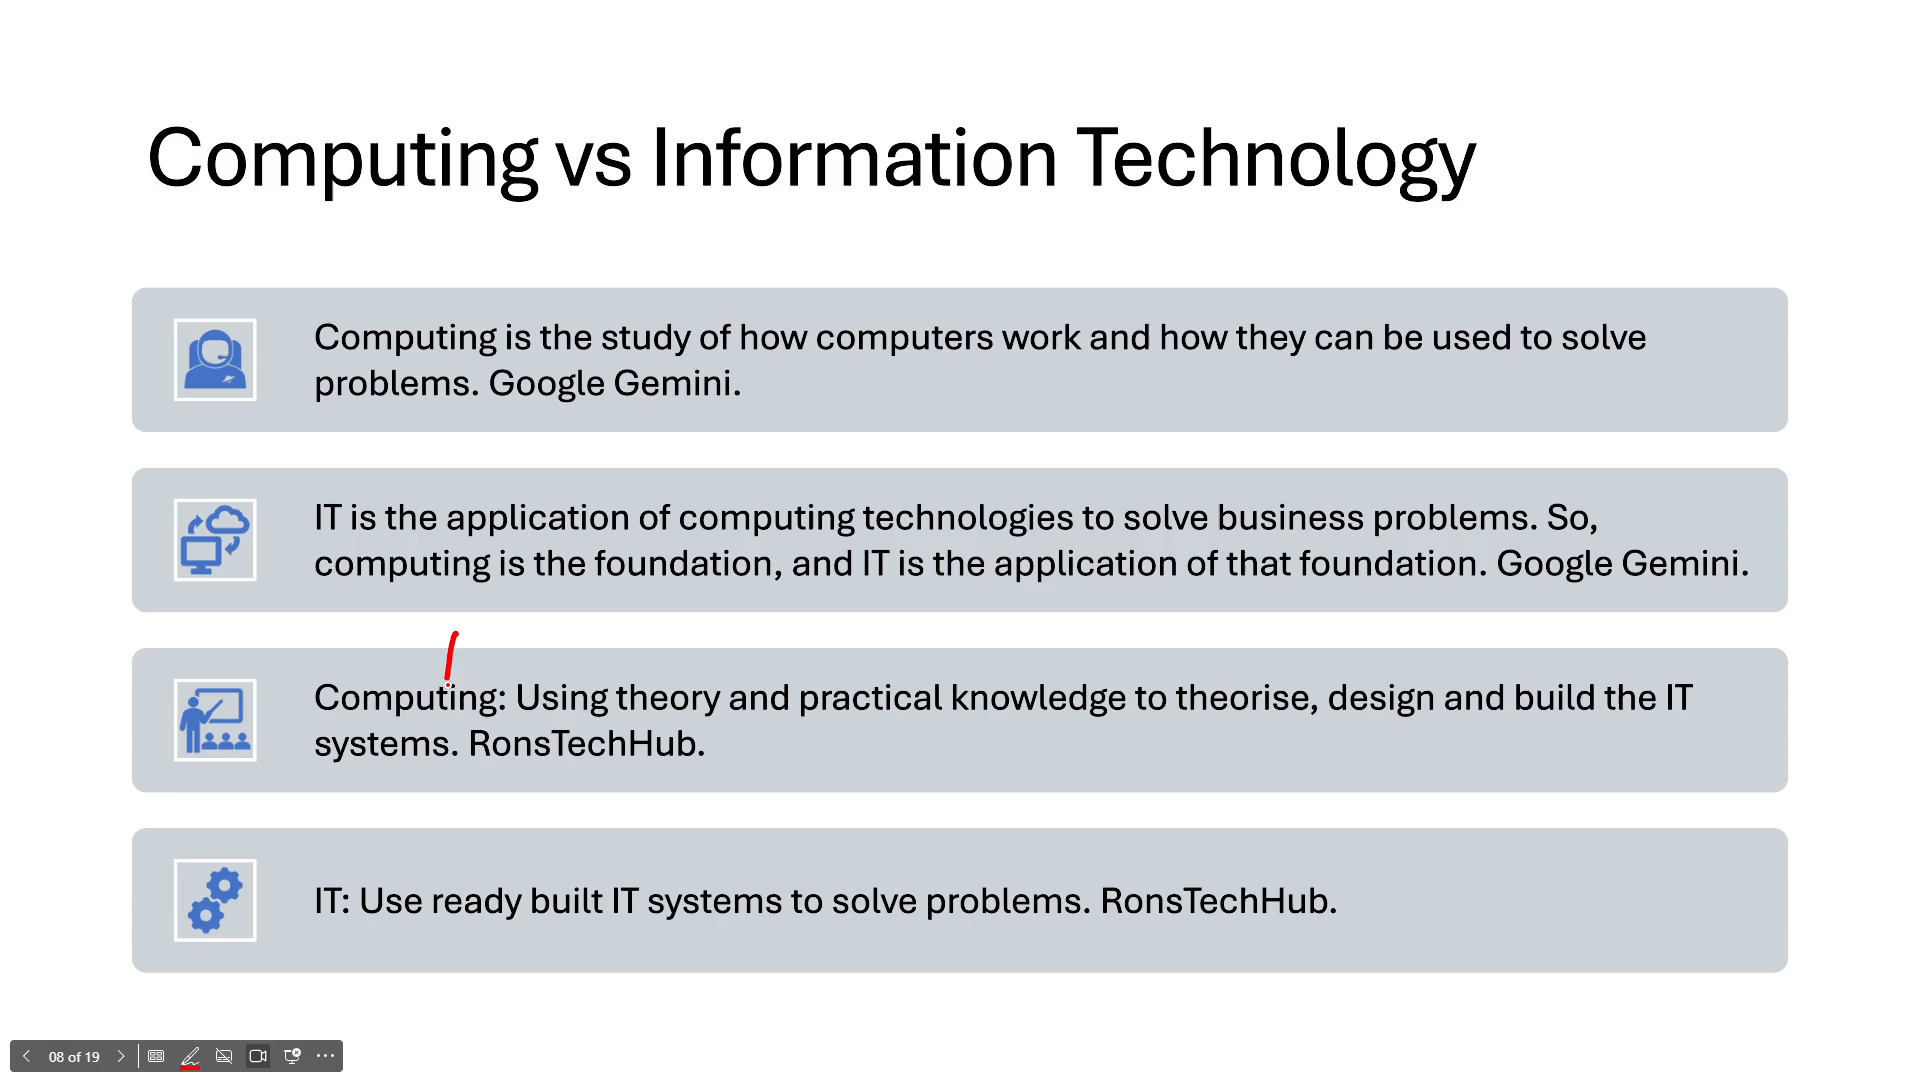 Computing vs Information Technology
Computing is the study of how computers work and how they can be used to solve
problems. Google Gemini.
IT is the application of computing technologies to solve business problems. So,
computing is the foundation, and IT is the application of that foundation. Google Gemini.
Computing: Using theory and practical knowledge to theorise, design and build the IT
systems. RonsTechHub.
IT: Use ready built IT systems to solve problems. RonsTechHub.
08 of 19